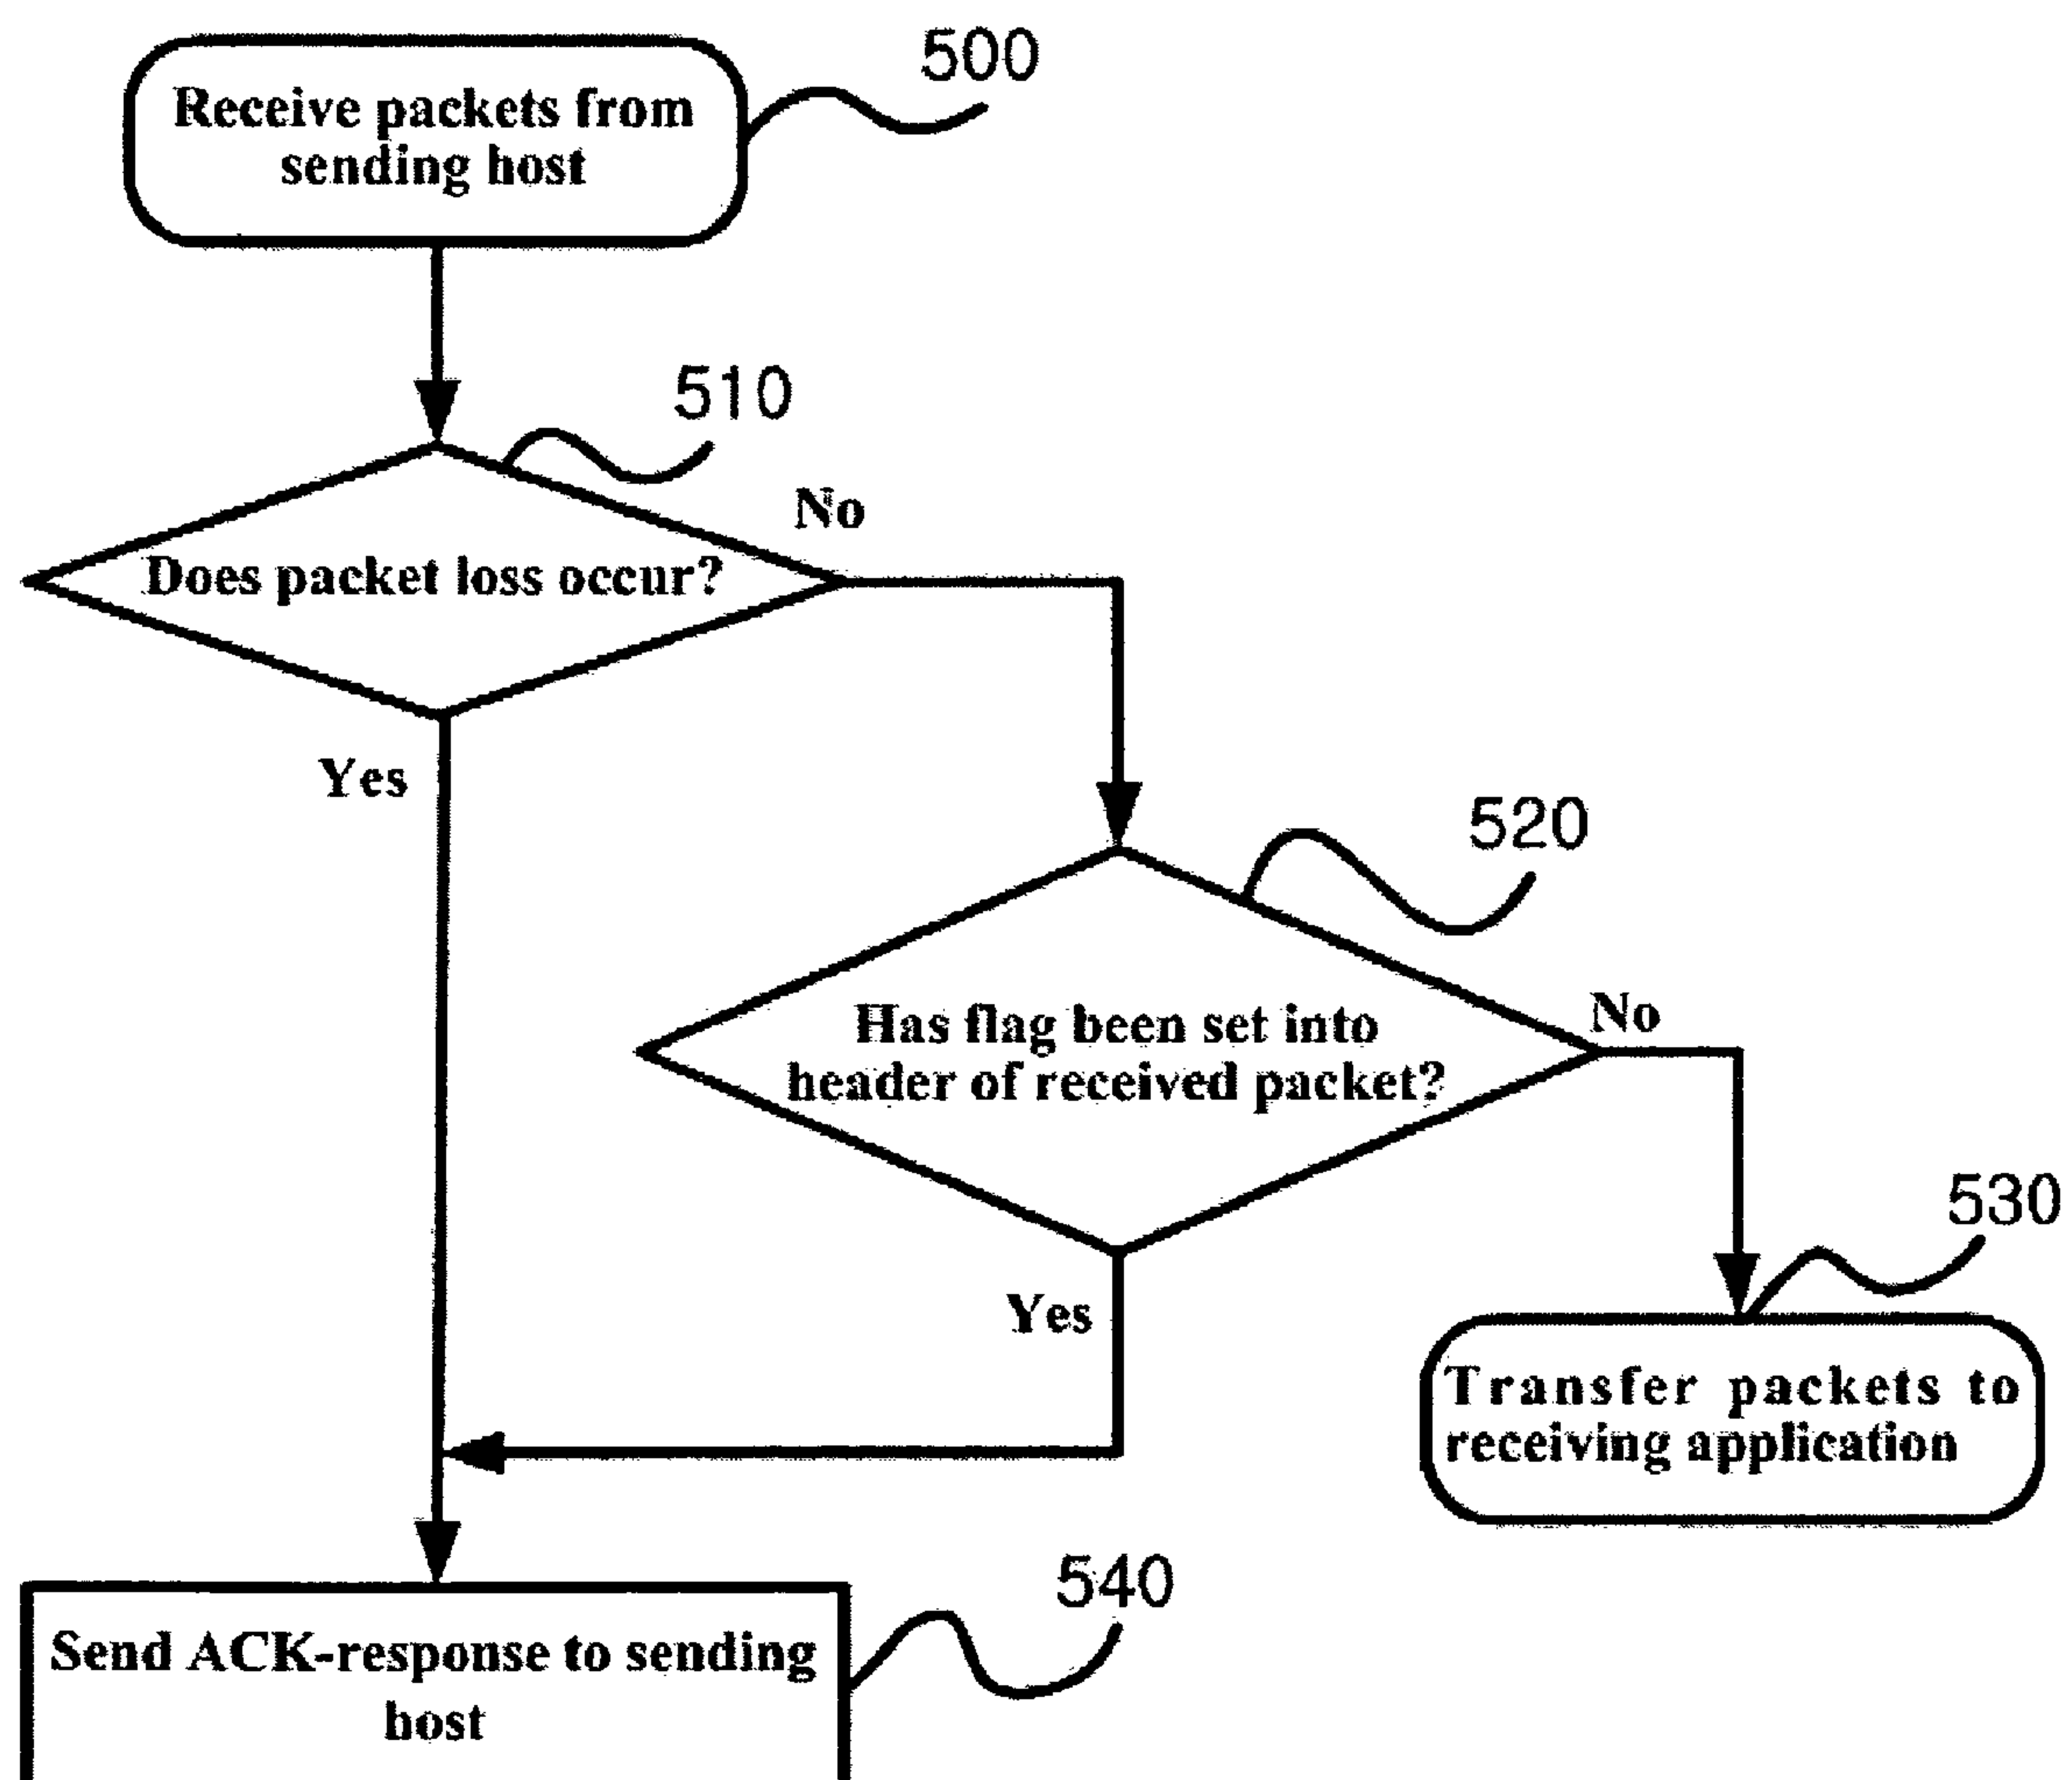 500
Receive packets from
sending host
510
No
Does packet loss occur?
Yes
520
No
Has flag been set into
header of received packet?
530
Yes
Transfer packets to
receiving application
540
Send ACK-response to sending
host